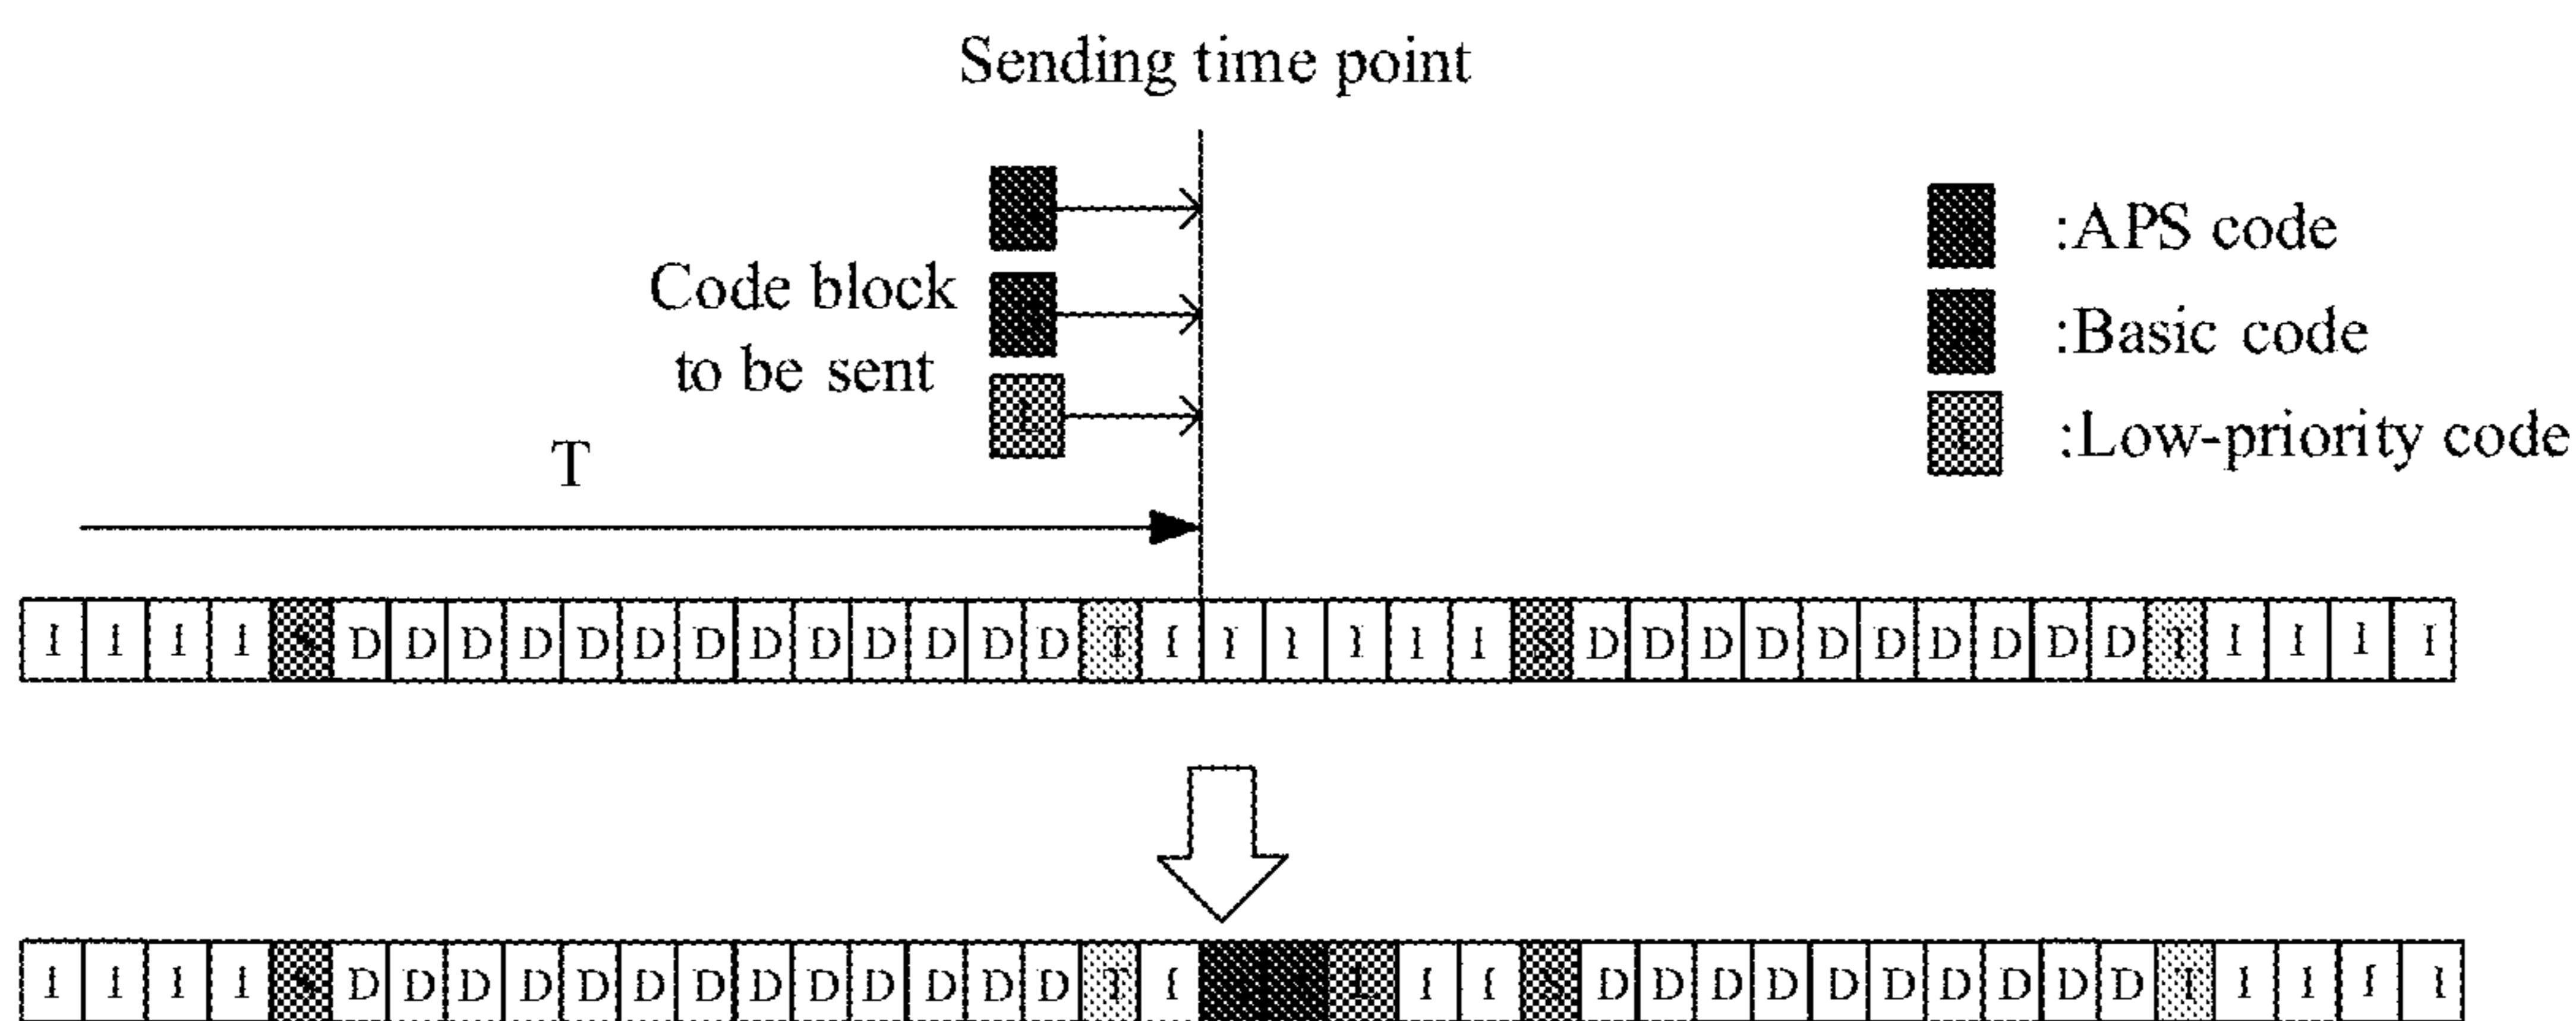 Sending time point
Code block
to be sent
L
T
:APS code
:Basic code
L :Low-priority code
I I I I S D D D D D D D D D D D D D T I I I I I I S D D D D D D D D D D T I I I I
I I I I S D D D D D D D D D D D D D T I L I I S D D D D D D D D D D T I I I I